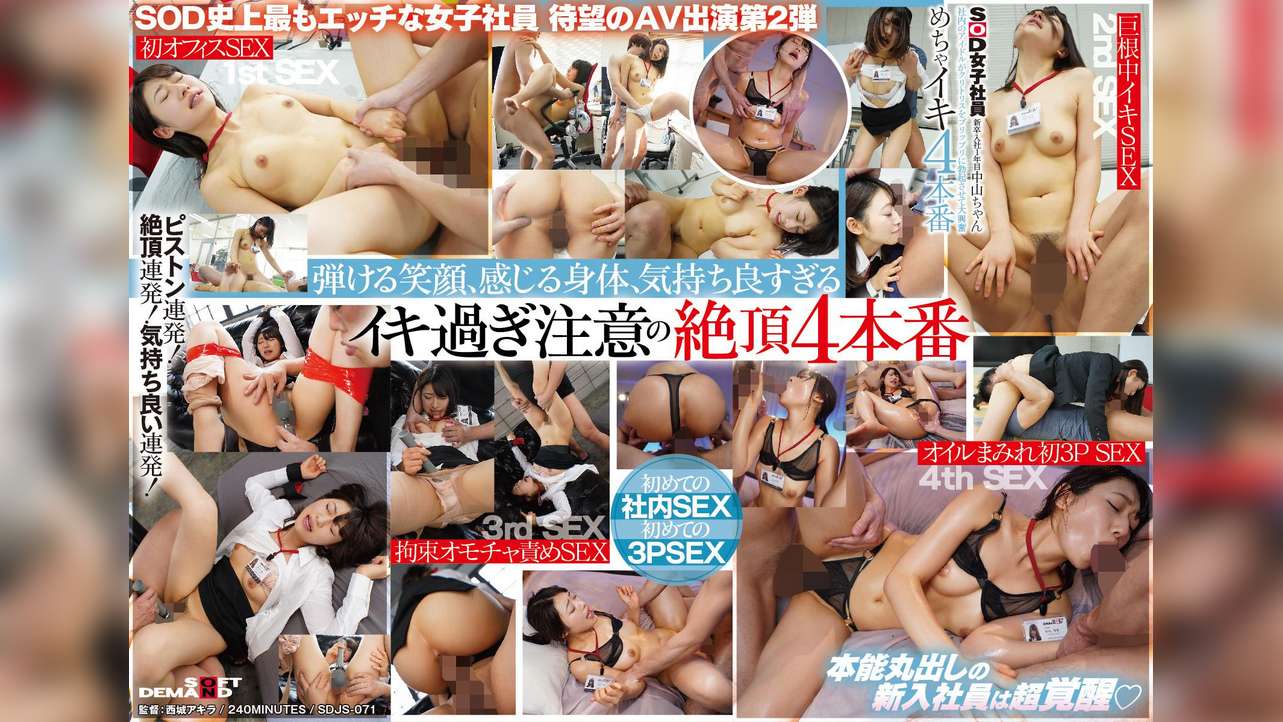 SOD史上最もエッチな女子社員 待望のAV出演第2弾
初オフィスSEX
1st SEX
巨根中イキSEX
2nd SEX
SOD女子社員
新卒入社1年目 中山ちゃん
めちゃイキ4本番
弾ける笑顔、感じる身体、気持ち良すぎる
イキ過ぎ注意の絶頂4本番
ピストン連発!
絶頂連発!気持ち良い連発!
3rd SEX
拘束オモチャ責めSEX
初めての
社内SEX
初めての
3PSEX
オイルまみれ初3P SEX
4th SEX
本能丸出しの
新入社員は超覚醒♡
SOFT
DEMAND
監督:西城アキラ/240MINUTES/SDJS-071